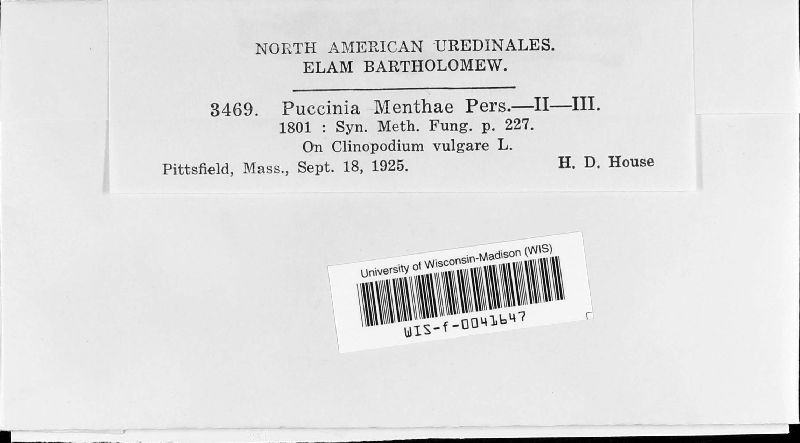 NORTH AMERICAN UREDINALES.
ELAM BARTHOLOMEW.
3469. Puccinia Menthae Pers.—II—III.
1801 : Syn. Meth. Fung. p. 227.
On Clinopodium vulgare L.
Pittsfield, Mass., Sept. 18, 1925. H. D. House
University of Wisconsin-Madison (WIS)
WIS-f-0041647